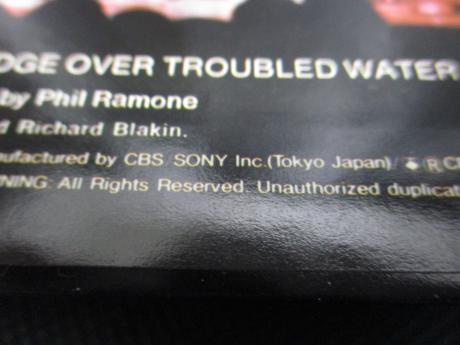 DGE OVER TROUBLED WATER
by Phil Ramone
d Richard Blakin.
nufactured by CBS SONY Inc.(Tokyo Japan)/ ® C
NING: All Rights Reserved. Unauthorized duplicat